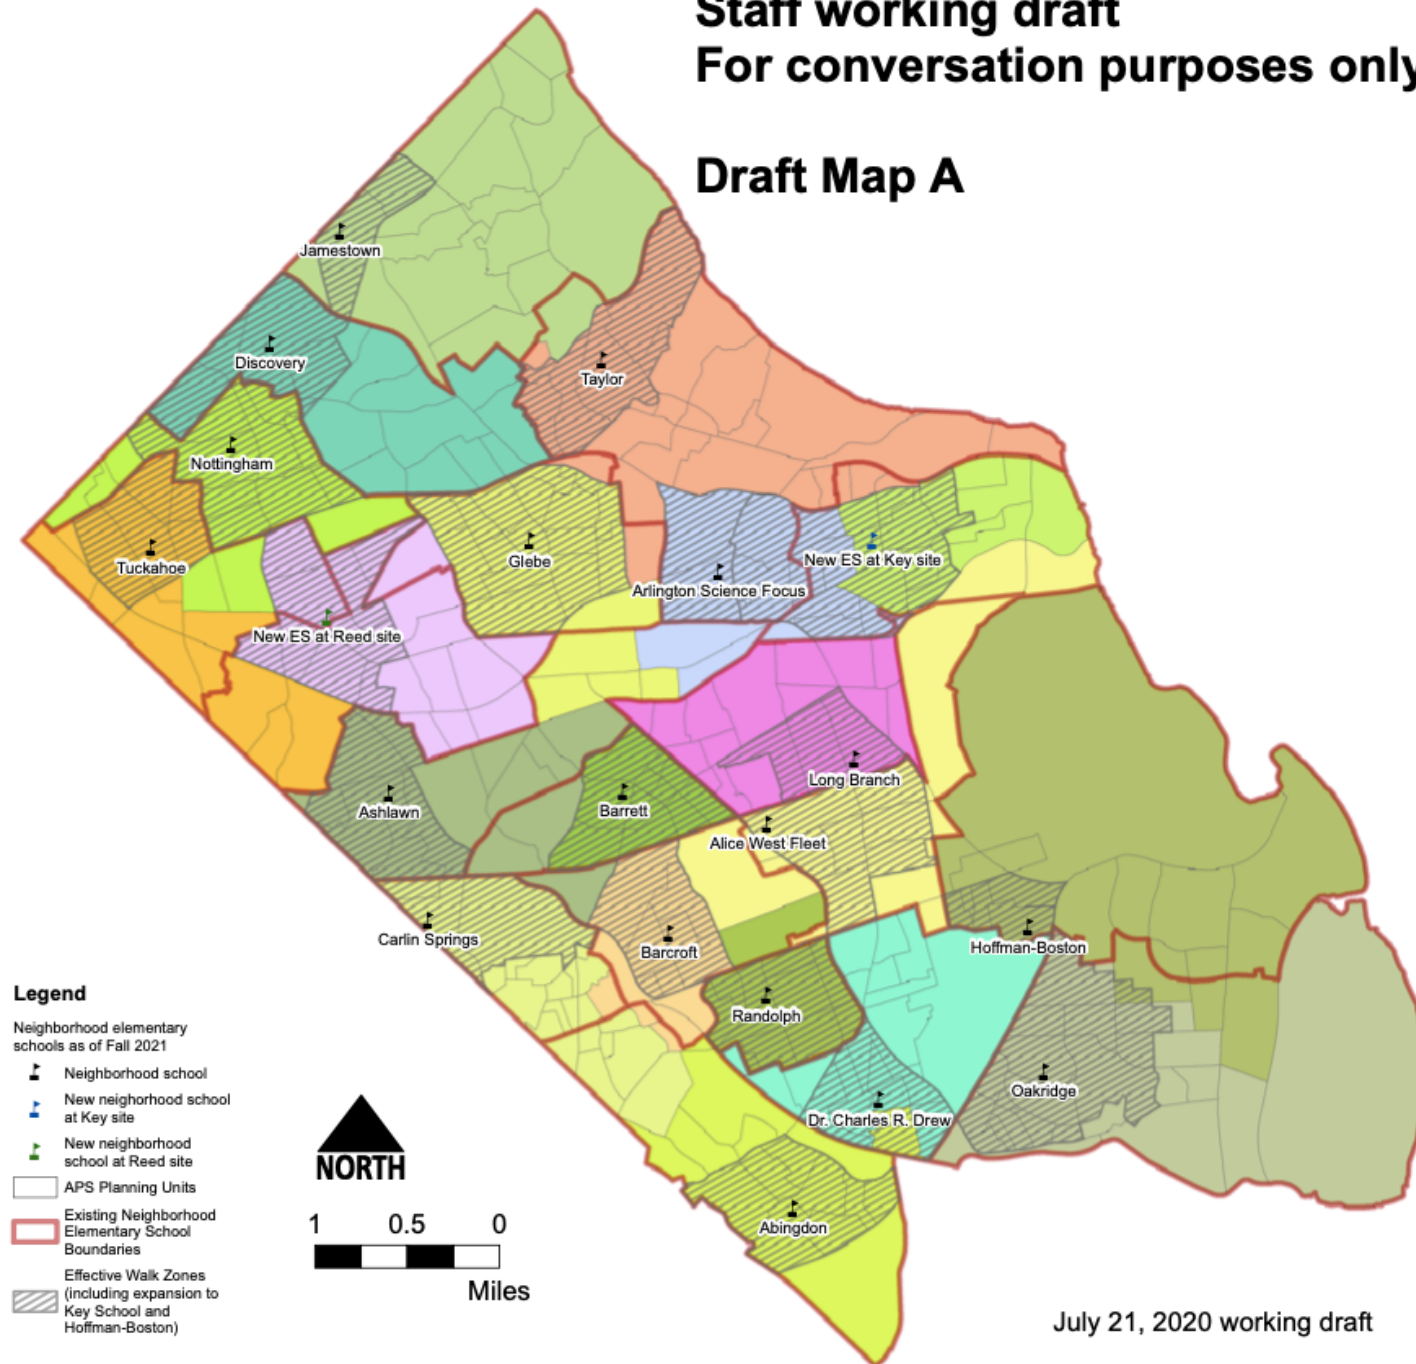 Staff working draft
For conversation purposes only
Draft Map A
Jamestown
Discovery
Taylor
Nottingham
Tuckahoe
Glebe
New ES at Key site
Arlington Science Focus
New ES at Reed site
Long Branch
Ashlawn
Barrett
Alice West Fleet
Carlin Springs
Barcroft
Hoffman-Boston
Randolph
Oakridge
Dr. Charles R. Drew
Abingdon
Legend
Neighborhood elementary
schools as of Fall 2021
Neighborhood school
New neighorhood school
at Key site
New neighborhood
school at Reed site
APS Planning Units
Existing Neighborhood
Elementary School
Boundaries
Effective Walk Zones
(including expansion to
Key School and
Hoffman-Boston)
NORTH
1 0.5 0
Miles
July 21, 2020 working draft